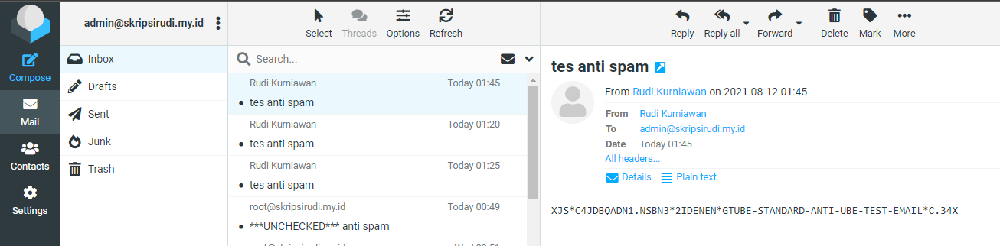 admin@skripsirudi.my.id
Compose
Mail
Contacts
Settings
Inbox
Drafts
Sent
Junk
Trash
Select
Threads
Options
Refresh
Search...
Rudi Kurniawan Today 01:45
• tes anti spam
Rudi Kurniawan Today 01:20
• tes anti spam
Rudi Kurniawan Today 01:25
• tes anti spam
root@skripsirudi.my.id Today 00:49
• ***UNCHECKED*** anti spam
Reply
Reply all
Forward
Delete
Mark
More
tes anti spam
From Rudi Kurniawan on 2021-08-12 01:45
From Rudi Kurniawan
To admin@skripsirudi.my.id
Date Today 01:45
All headers...
Details Plain text
XJS*C4JDBQADN1.NSBN3*2IDENEN*GTUBE-STANDARD-ANTI-UBE-TEST-EMAIL*C.34X